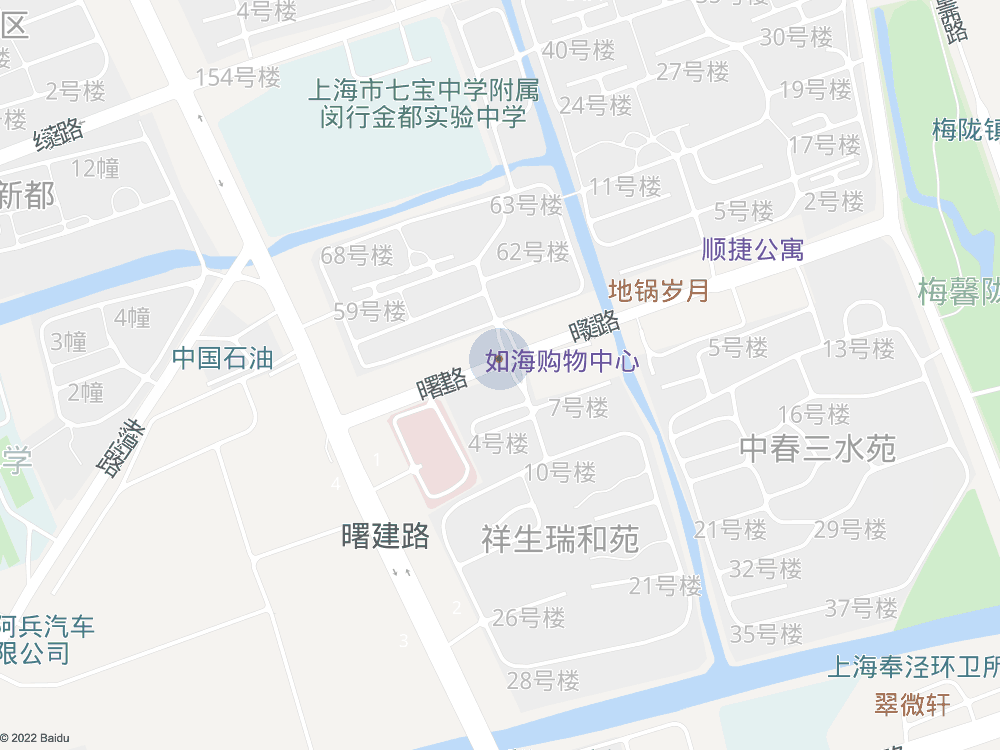 4号楼
区
154号楼
2号楼
40号楼
30号楼
27号楼
19号楼
24号楼
上海市七宝中学附属
闵行金都实验中学
梅陇镇
号楼
17号楼
12幢
新都
11号楼
63号楼
5号楼
2号楼
68号楼
62号楼
顺捷公寓
地锅岁月
梅馨陇
59号楼
4幢
3幢
中国石油
如海购物中心
5号楼
13号楼
曙建路
2幢
7号楼
16号楼
4号楼
中春三水苑
学
1
10号楼
4
曙建路
祥生瑞和苑
21号楼
29号楼
32号楼
21号楼
2
26号楼
37号楼
3
35号楼
阿兵汽车
限公司
28号楼
上海奉泾环卫所
翠微轩
路
© 2022 Baidu